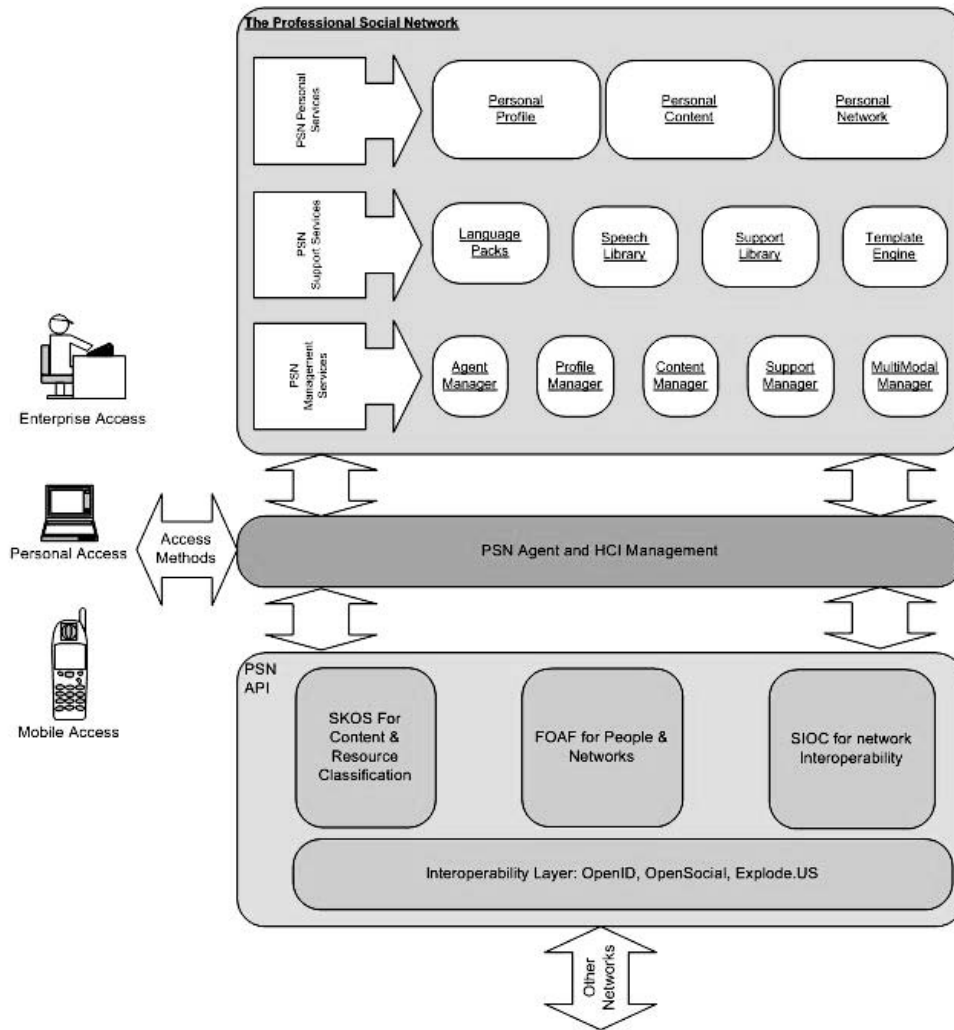 The Professional Social Network
PSN Personal
Services
Personal
Profile
Personal
Content
Personal
Network
PSN
Support Services
Language
Packs
Speech
Library
Support
Library
Template
Engine
PSN
Management
Services
Agent
Manager
Profile
Manager
Content
Manager
Support
Manager
MultiModal
Manager
Enterprise Access
Personal Access
Mobile Access
Access
Methods
PSN Agent and HCI Management
PSN
API
SKOS For
Content &
Resource
Classification
FOAF for People &
Networks
SIOC for network
Interoperability
Interoperability Layer: OpenID, OpenSocial, Explode.US
Other
Networks